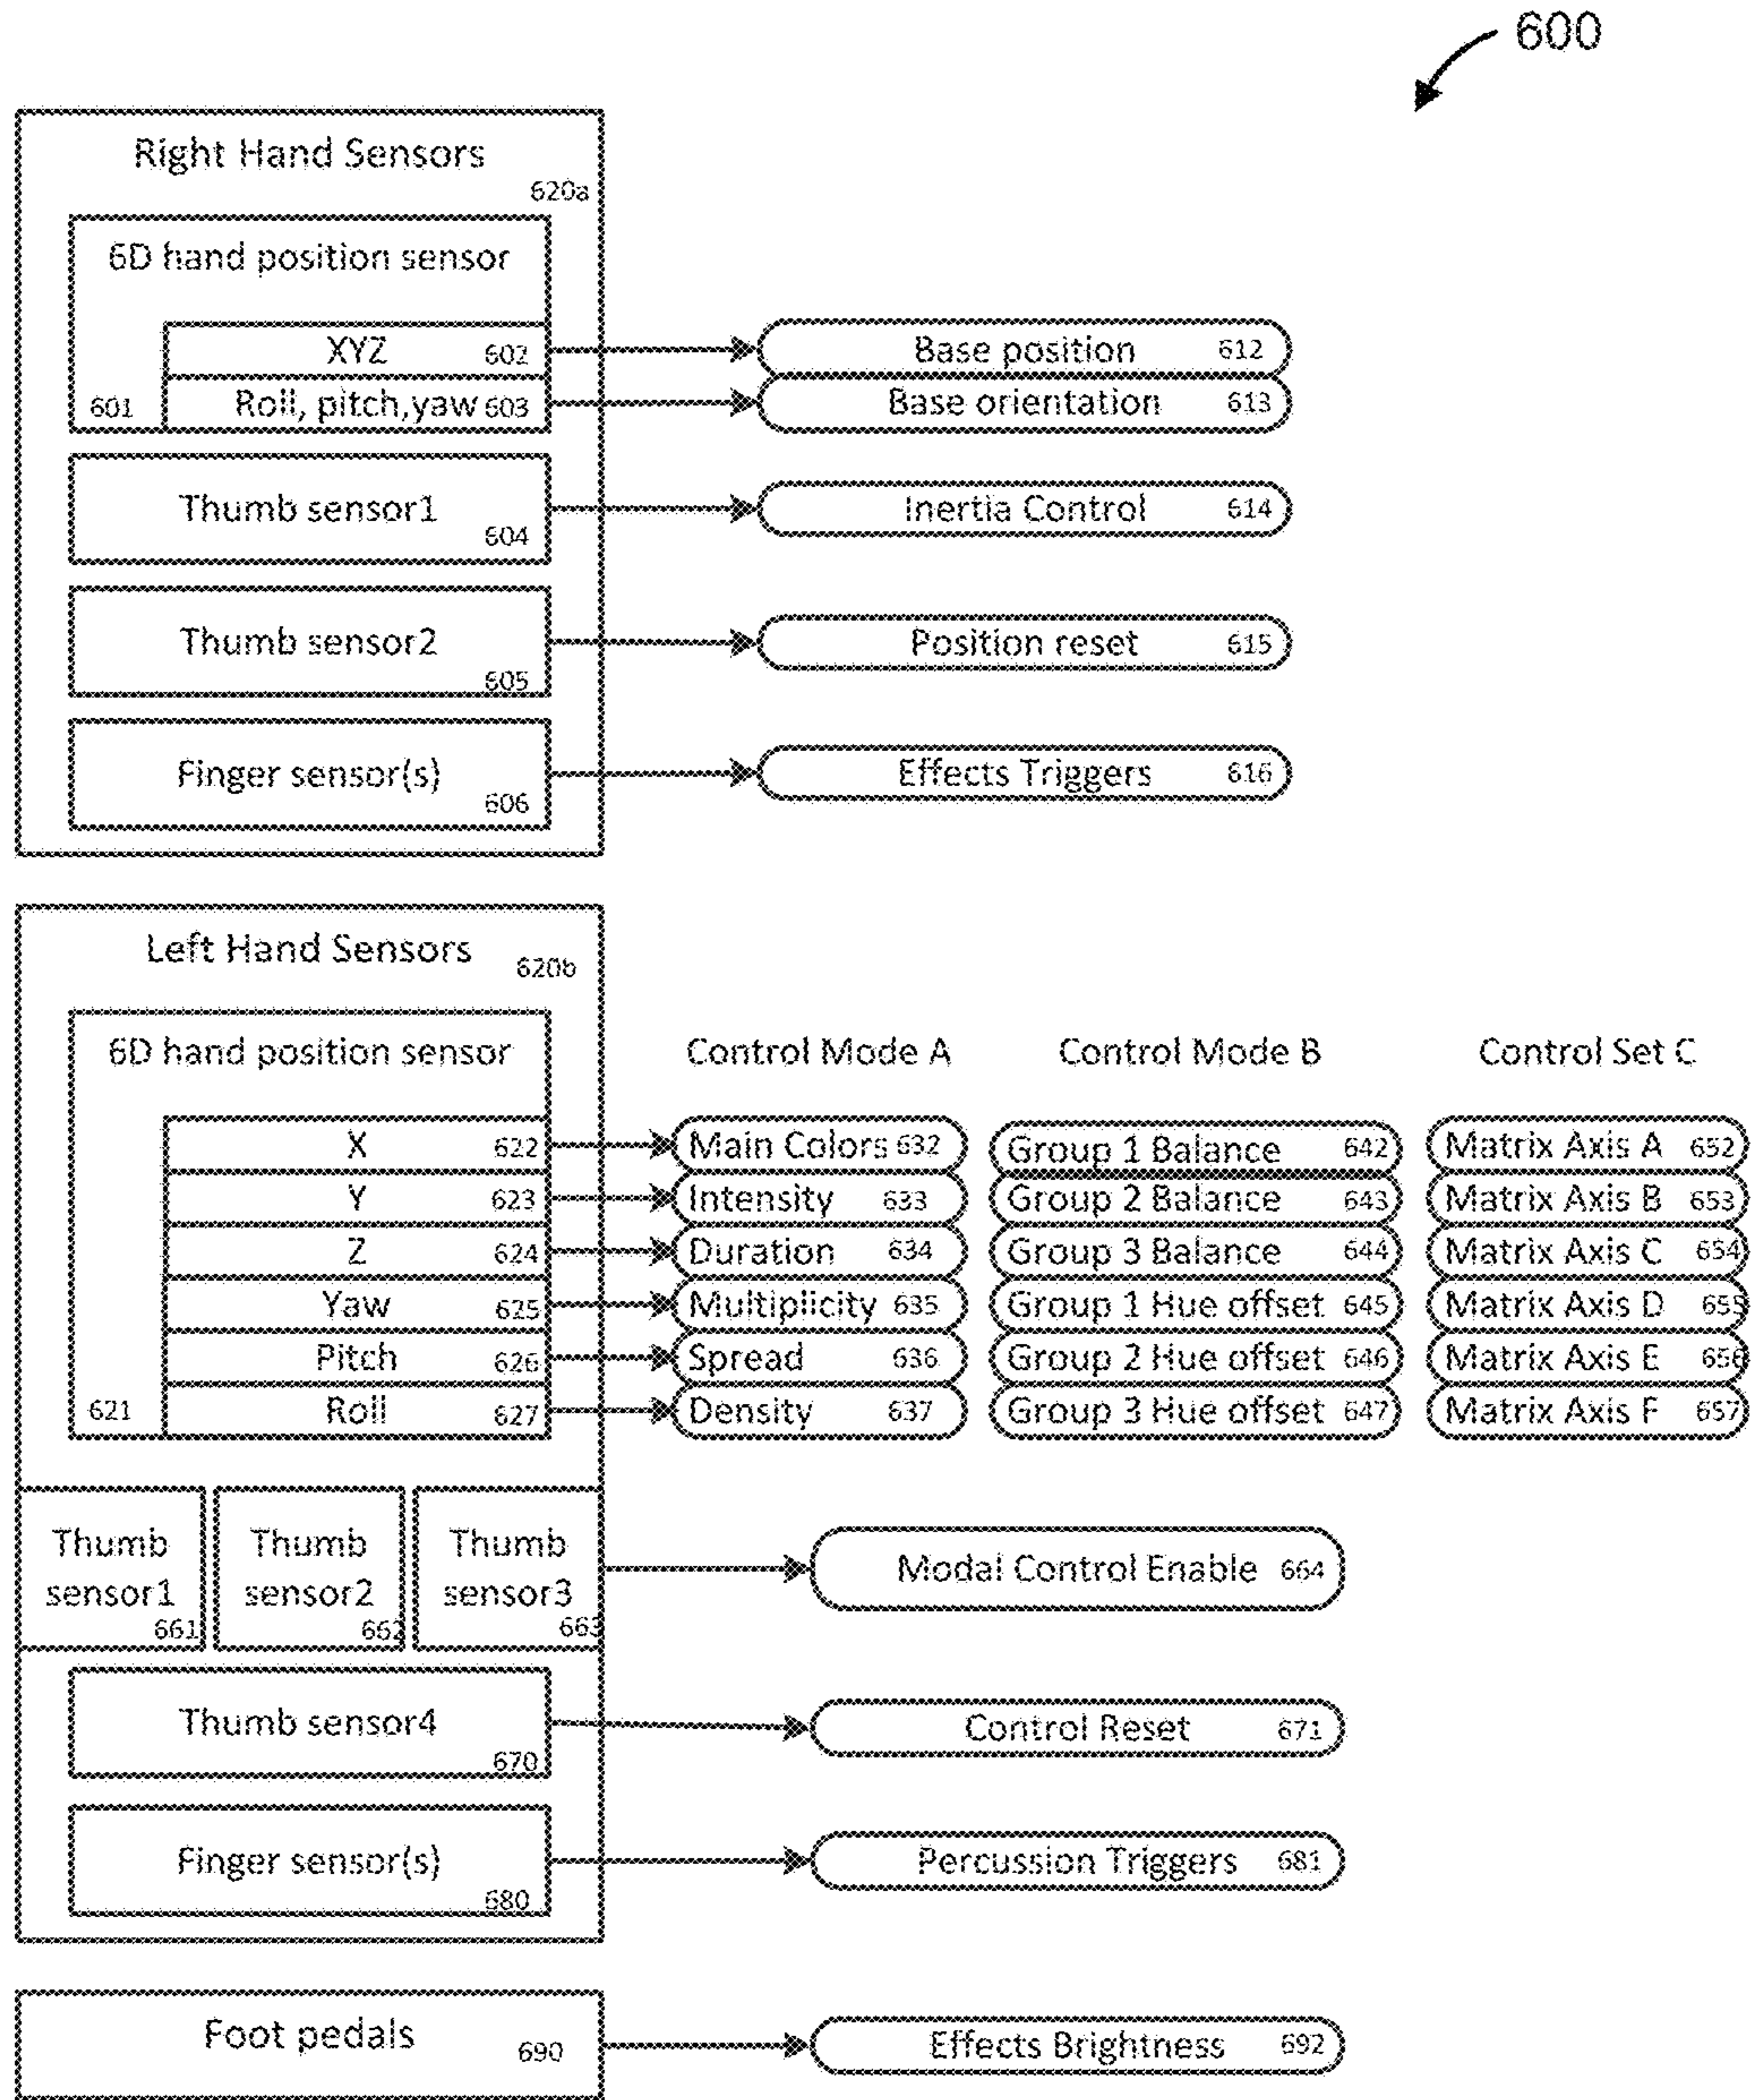 600
Right Hand Sensors
620a
6D hand position sensor
XYZ 602
Base position 612
601
Roll, pitch,yaw 603
Base orientation 613
Thumb sensor1
604
Inertia Control 614
Thumb sensor2
605
Position reset 615
Finger sensor(s)
606
Effects Triggers 616
Left Hand Sensors
620b
6D hand position sensor
Control Mode A
Control Mode B
Control Set C
X 622
Main Colors 632
Group 1 Balance 642
Matrix Axis A 652
Y 623
Intensity 633
Group 2 Balance 643
Matrix Axis B 653
Z 624
Duration 634
Group 3 Balance 644
Matrix Axis C 654
Yaw 625
Multiplicity 635
Group 1 Hue offset 645
Matrix Axis D 655
Pitch 626
Spread 636
Group 2 Hue offset 646
Matrix Axis E 656
621
Roll 627
Density 637
Group 3 Hue offset 647
Matrix Axis F 657
Thumb
sensor1
661
Thumb
sensor2
662
Thumb
sensor3
663
Modal Control Enable 664
Thumb sensor4
670
Control Reset 671
Finger sensor(s)
680
Percussion Triggers 681
Foot pedals
690
Effects Brightness 692